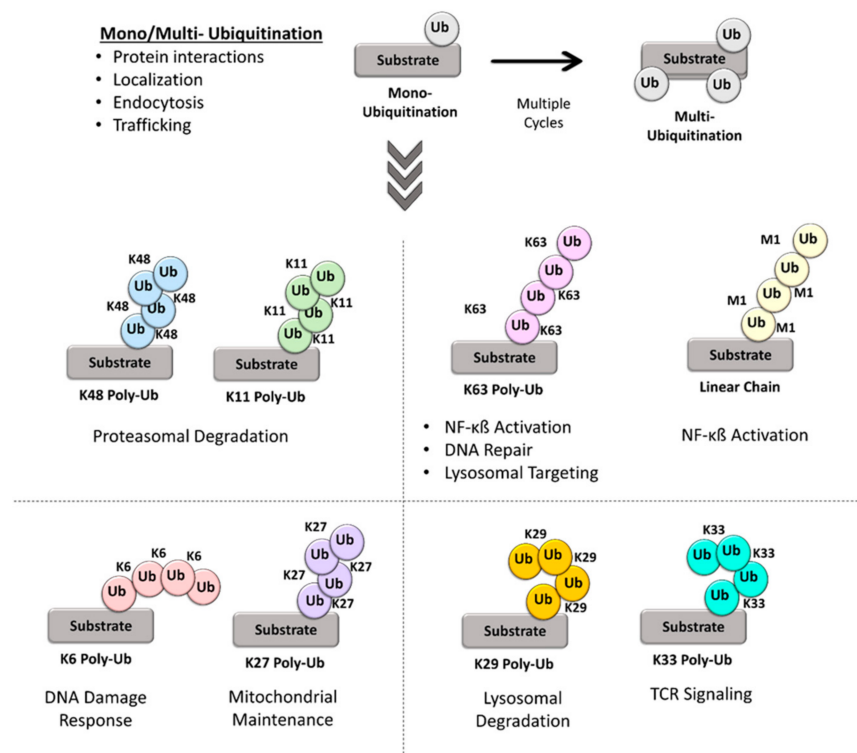 Mono/Multi- Ubiquitination
• Protein interactions
• Localization
• Endocytosis
• Trafficking
Ub
Substrate
Mono-
Ubiquitination
Multiple
Cycles
Ub
Substrate
Ub
Ub
Multi-
Ubiquitination
K48
Ub
Ub
K48
K48
Ub
Ub
K48
Substrate
K48 Poly-Ub
K11
Ub
Ub
K11
K11
Ub
Ub
K11
Substrate
K11 Poly-Ub
Proteasomal Degradation
K63
Ub
Ub
K63
Ub
K63
Ub
K63
Substrate
K63 Poly-Ub
• NF-κß Activation
• DNA Repair
• Lysosomal Targeting
M1
Ub
Ub
M1
Ub
M1
Ub
M1
Substrate
Linear Chain
NF-κß Activation
K6
K6
K6
Ub
Ub
Ub
Ub
Substrate
K6 Poly-Ub
DNA Damage
Response
K27
Ub
Ub
K27
K27
Ub
Ub
K27
Substrate
K27 Poly-Ub
Mitochondrial
Maintenance
K29
Ub
Ub
K29
Ub
Ub
K29
Substrate
K29 Poly-Ub
Lysosomal
Degradation
K33
Ub
Ub
K33
Ub
Ub
K33
Substrate
K33 Poly-Ub
TCR Signaling